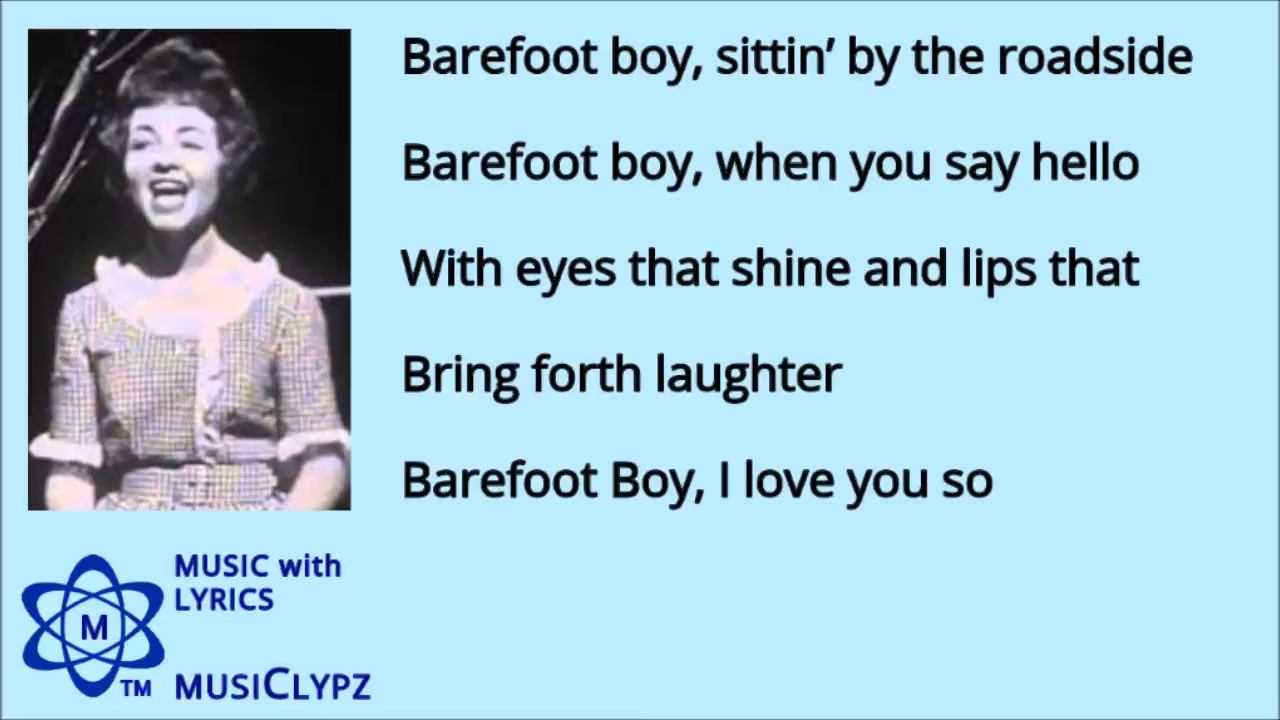 Barefoot boy, sittin’ by the roadside
Barefoot boy, when you say hello
With eyes that shine and lips that
Bring forth laughter
Barefoot Boy, I love you so
MUSIC with
LYRICS
M
TM
MUSICLYPZ